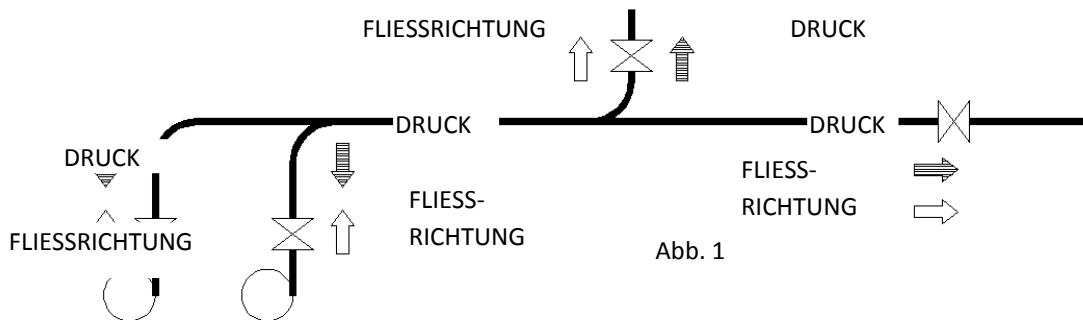 FLIESSRICHTUNG
DRUCK
DRUCK
DRUCK
DRUCK
FLIESS-
RICHTUNG
FLIESS-
RICHTUNG
FLIESSRICHTUNG
Abb. 1